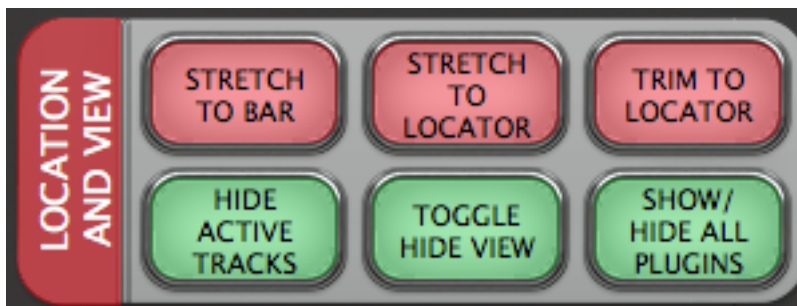 LOCATION
AND VIEW
STRETCH
TO BAR
STRETCH
TO
LOCATOR
TRIM TO
LOCATOR
HIDE
ACTIVE
TRACKS
TOGGLE
HIDE VIEW
SHOW/
HIDE ALL
PLUGINS